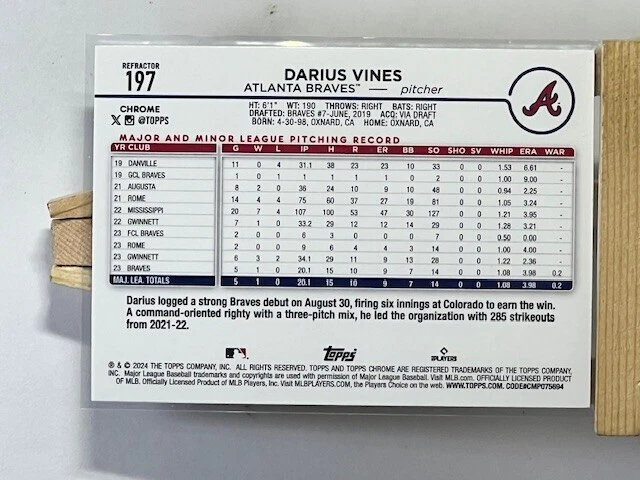 REFRACTOR
197
DARIUS VINES
ATLANTA BRAVES™ — pitcher
A
CHROME
@TOPPS
HT: 6'1" WT: 190 THROWS: RIGHT BATS: RIGHT
DRAFTED: BRAVES #7-JUNE, 2019 ACQ: VIA DRAFT
BORN: 4-30-98, OXNARD, CA HOME: OXNARD, CA
MAJOR AND MINOR LEAGUE PITCHING RECORD
YR CLUB G W L IP H R ER BB SO SHO SV WHIP ERA WAR
19 DANVILLE 11 0 4 31.1 38 23 23 10 33 0 0 1.53 6.61 -
19 GCL BRAVES 1 0 0 1 1 1 1 0 2 0 0 1.00 9.00 -
21 AUGUSTA 8 2 0 36 24 10 9 10 48 0 0 0.94 2.25 -
21 ROME 14 4 4 75 60 37 27 19 81 0 0 1.05 3.24 -
22 MISSISSIPPI 20 7 4 107 100 53 47 30 127 0 0 1.21 3.95 -
22 GWINNETT 7 1 0 33.2 29 12 12 14 29 0 0 1.28 3.21 -
23 FCL BRAVES 2 0 0 6 3 0 0 0 7 0 0 0.50 0.00 -
23 ROME 2 0 0 9 6 4 4 3 14 0 0 1.00 4.00 -
23 GWINNETT 6 3 2 34.1 29 11 9 13 28 0 0 1.22 2.36 -
23 BRAVES 5 1 0 20.1 15 10 9 7 14 0 0 1.08 3.98 0.2
MAJ. LEA. TOTALS 5 1 0 20.1 15 10 9 7 14 0 0 1.08 3.98 0.2
Darius logged a strong Braves debut on August 30, firing six innings at Colorado to earn the win.
A command-oriented righty with a three-pitch mix, he led the organization with 285 strikeouts
from 2021-22.
Topps
PLAYERS
® & © 2024 THE TOPPS COMPANY, INC. ALL RIGHTS RESERVED. TOPPS AND TOPPS CHROME ARE REGISTERED TRADEMARKS OF THE TOPPS COMPANY,
INC. Major League Baseball trademarks and copyrights are used with permission of Major League Baseball. Visit MLB.com. OFFICIALLY LICENSED PRODUCT
OF MLB. Officially Licensed Product of MLB Players, Inc. Visit MLBPLAYERS.COM, the Players Choice on the web. WWW.TOPPS.COM. CODE#CMP075694